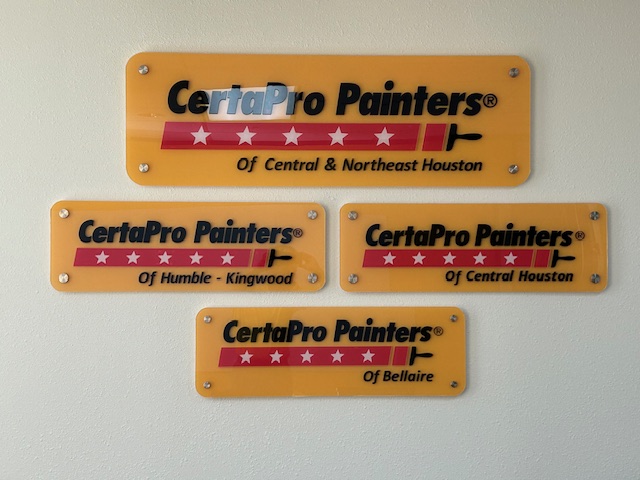 CertaPro Painters®
Of Central & Northeast Houston
CertaPro Painters®
Of Humble - Kingwood
CertaPro Painters®
Of Central Houston
CertaPro Painters®
Of Bellaire